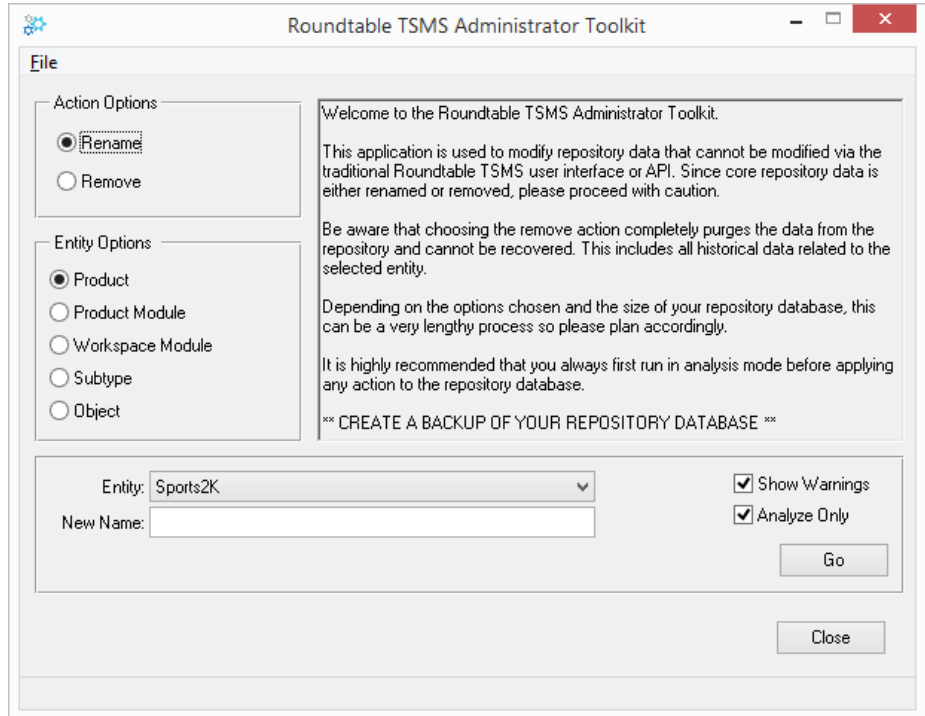 Roundtable TSMS Administrator Toolkit
File
Action Options
Rename
Remove
Entity Options
Product
Product Module
Workspace Module
Subtype
Object
Welcome to the Roundtable TSMS Administrator Toolkit.
This application is used to modify repository data that cannot be modified via the
traditional Roundtable TSMS user interface or API. Since core repository data is
either renamed or removed, please proceed with caution.
Be aware that choosing the remove action completely purges the data from the
repository and cannot be recovered. This includes all historical data related to the
selected entity.
Depending on the options chosen and the size of your repository database, this
can be a very lengthy process so please plan accordingly.
It is highly recommended that you always first run in analysis mode before applying
any action to the repository database.
** CREATE A BACKUP OF YOUR REPOSITORY DATABASE **
Entity: Sports2K
New Name:
Show Warnings
Analyze Only
Go
Close